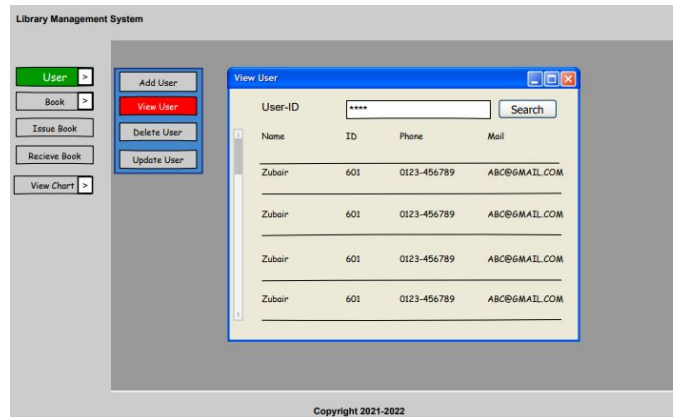 Library Management System
User >
Book >
Issue Book
Recieve Book
View Chart >
Add User
View User
Delete User
Update User
View User
User-ID **** Search
Name ID Phone Mail
Zubair 601 0123-456789 ABC@GMAIL.COM
Zubair 601 0123-456789 ABC@GMAIL.COM
Zubair 601 0123-456789 ABC@GMAIL.COM
Zubair 601 0123-456789 ABC@GMAIL.COM
Copyright 2021-2022